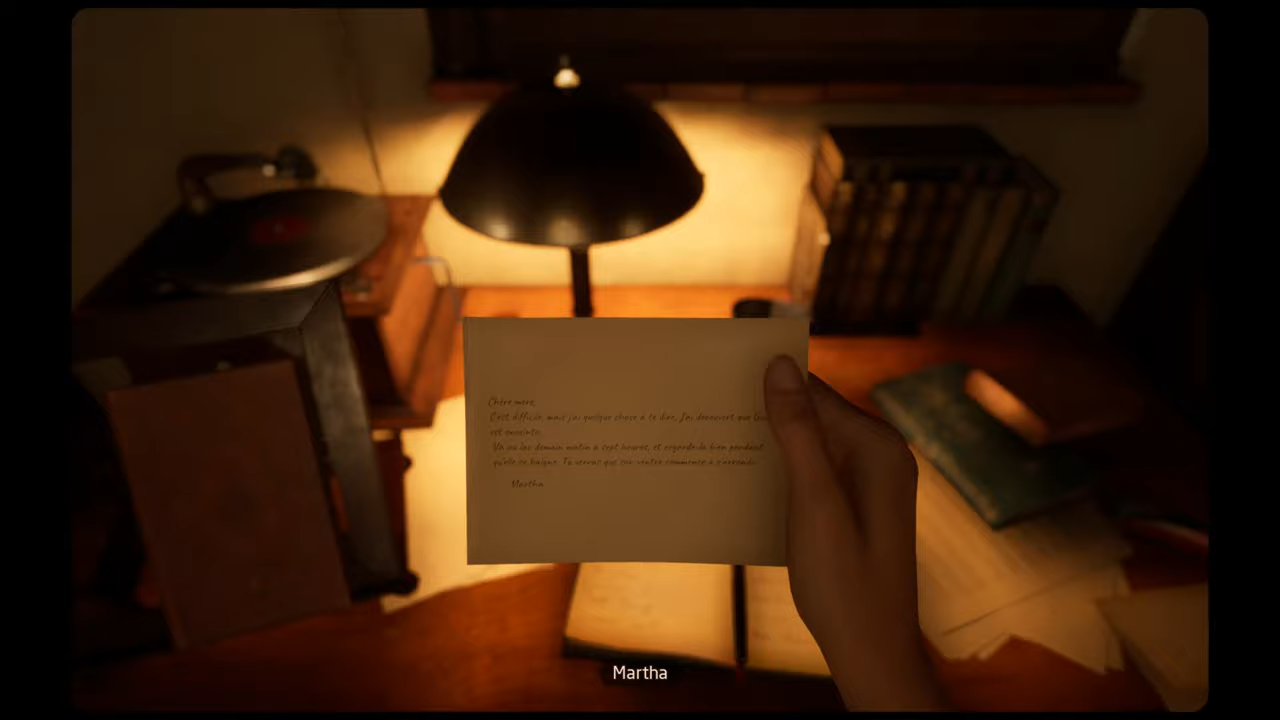 Chère mère,
C'est difficile, mais j'ai quelque chose à te dire. J'ai découvert que
est enceinte.
Va au lac demain matin à sept heures, et regarde-la bien pendant
qu'elle se baigne. Tu verras que son ventre commence à s'arrondir.
Martha
Martha